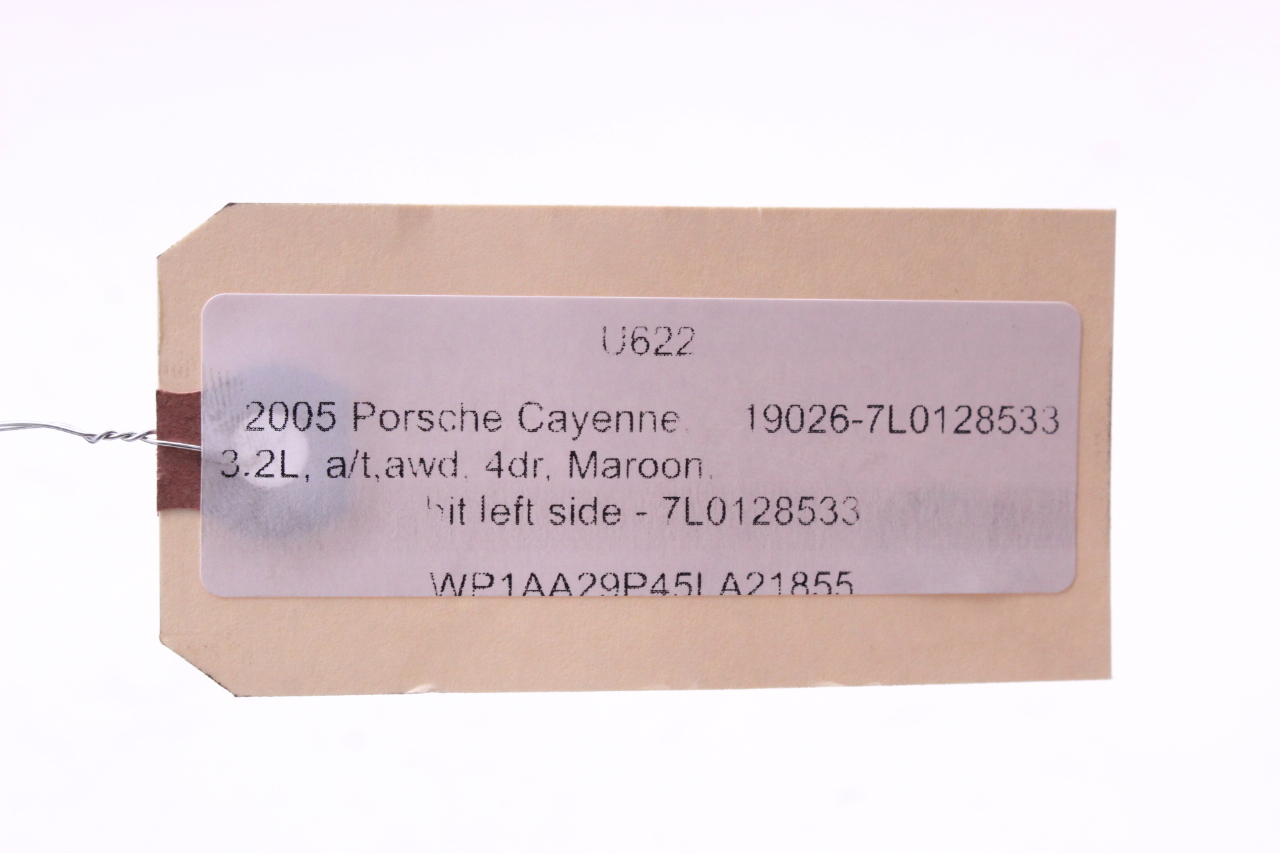 U622
2005 Porsche Cayenne. 19026-7L0128533
3.2L, a/t,awd, 4dr, Maroon,
hit left side - 7L0128533
WP1AA29P45LA21855